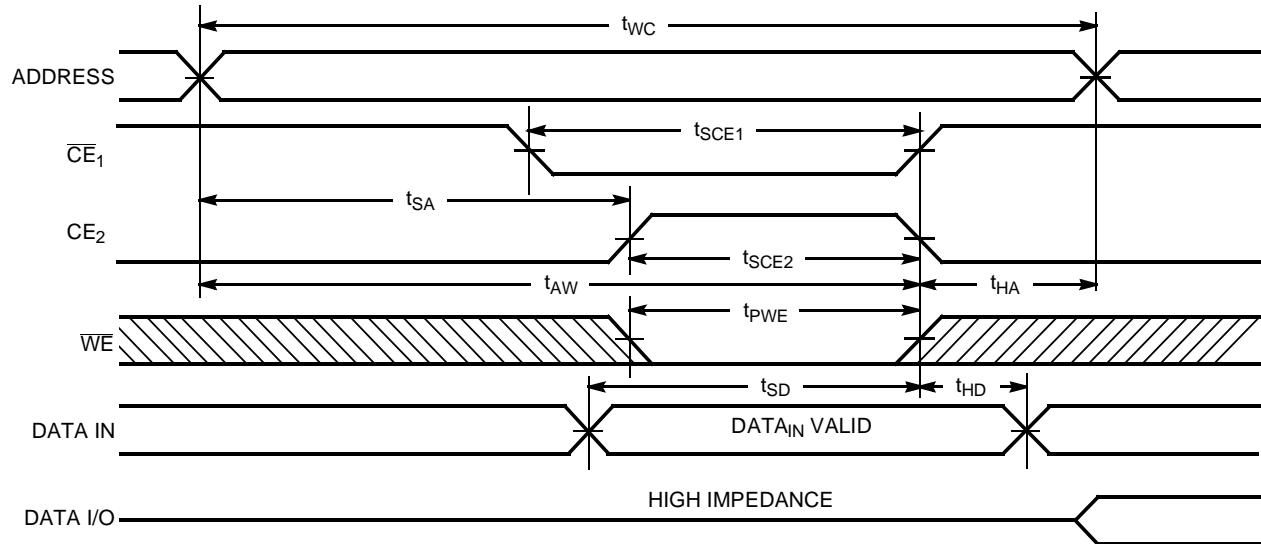 tWC
ADDRESS
tSCE1
CE1
tSA
CE2
tSCE2
tAW
tHA
tPWE
WE
tSD
tHD
DATA IN
DATAIN VALID
HIGH IMPEDANCE
DATA I/O